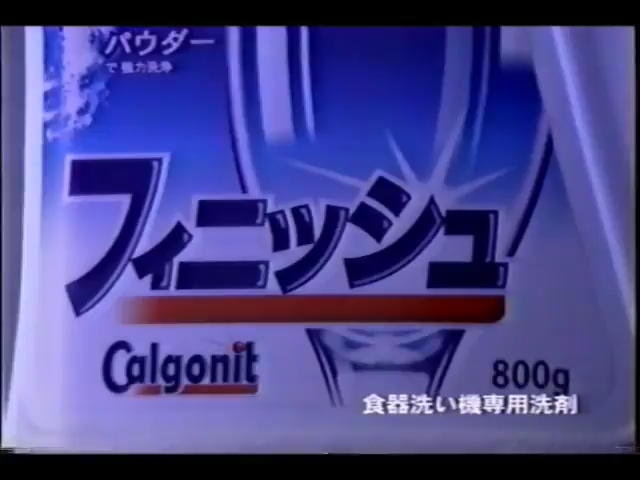 パウダー
で強力洗浄
フィニッシュ
Calgonit
800g
食器洗い機専用洗剤